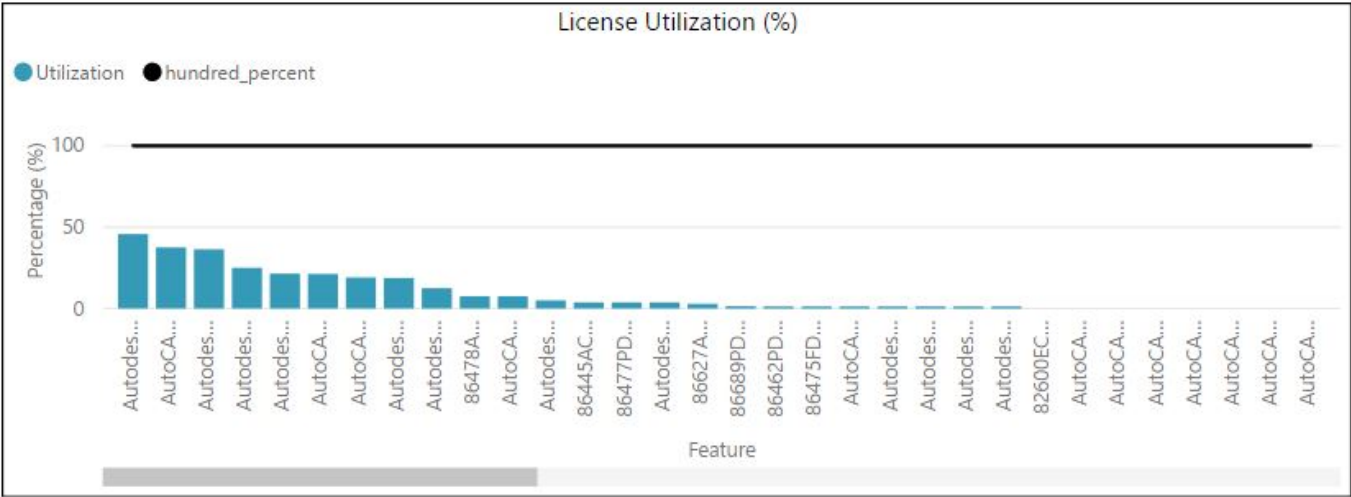 License Utilization (%)
Utilization hundred_percent
Percentage (%)
100
50
0
Autodes...
AutoCA...
Autodes...
Autodes...
Autodes...
AutoCA...
AutoCA...
Autodes...
Autodes...
86478A...
AutoCA...
Autodes...
86445AC...
86477PD...
Autodes...
86627A...
86689PD...
86462PD...
86475FD...
AutoCA...
Autodes...
Autodes...
Autodes...
Autodes...
82600EC...
AutoCA...
AutoCA...
AutoCA...
AutoCA...
AutoCA...
AutoCA...
AutoCA...
Feature